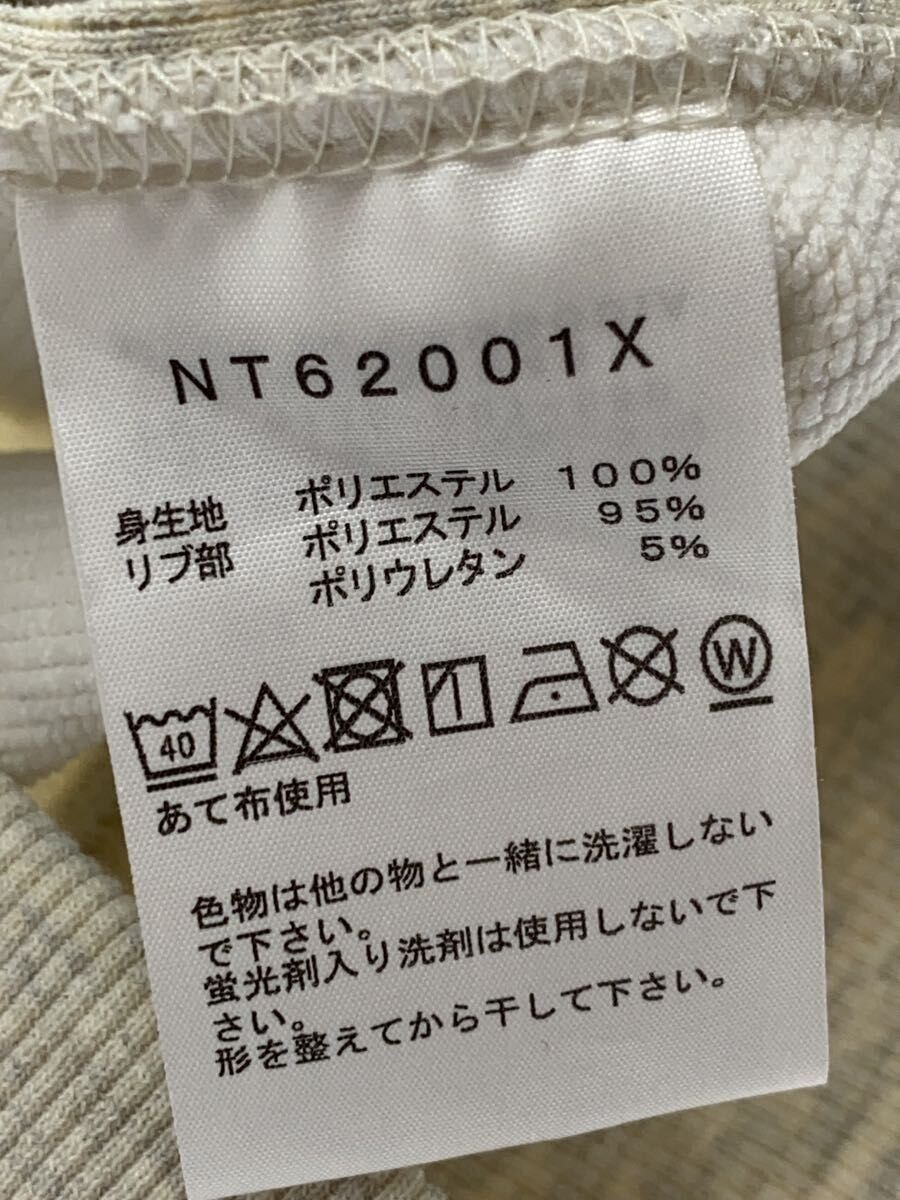 NT62001X
身生地 ポリエステル 100%
リブ部 ポリエステル 95%
ポリウレタン 5%
40 W
あて布使用
色物は他の物と一緒に洗濯しない
で下さい。
蛍光剤入り洗剤は使用しないで下
さい。
形を整えてから干して下さい。